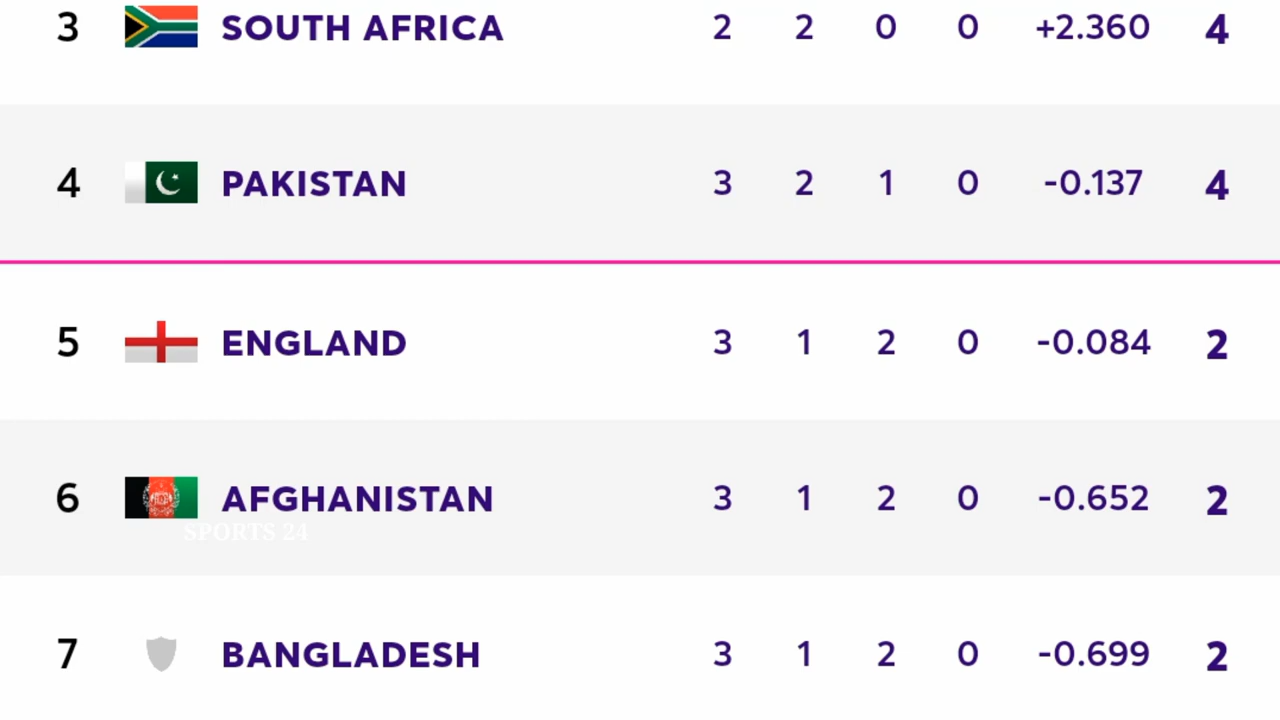 3 SOUTH AFRICA 2 2 0 0 +2.360 4
4 PAKISTAN 3 2 1 0 -0.137 4
5 ENGLAND 3 1 2 0 -0.084 2
6 AFGHANISTAN 3 1 2 0 -0.652 2
SPORTS 24
7 BANGLADESH 3 1 2 0 -0.699 2